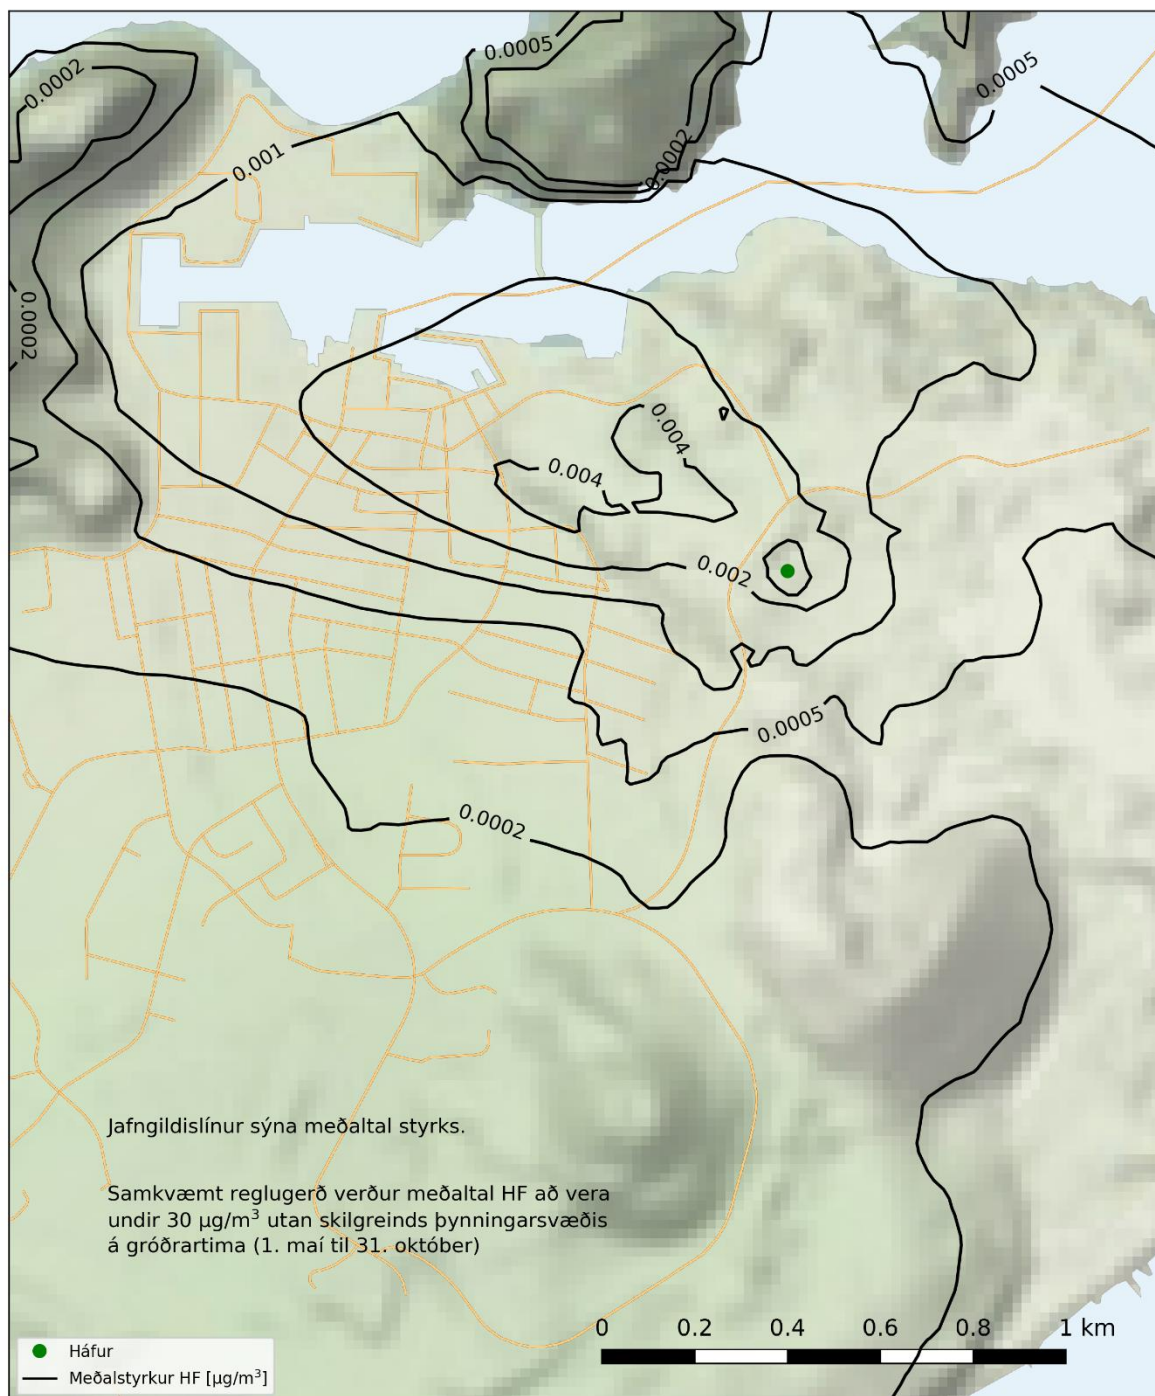 0.0005
0.0005
0.0002
0.001
0.0002
0.0002
0.004
0.004
0.002
0.0005
0.0002
Jafngildislínur sýna meðaltal styrks.
Samkvæmt reglugerð verður meðaltal HF að vera
undir 30 µg/m³ utan skilgreinds þynningarsvæðis
á gróðrartima (1. maí til 31. október)
0 0.2 0.4 0.6 0.8 1 km
Háfur
Meðalstyrkur HF [µg/m³]